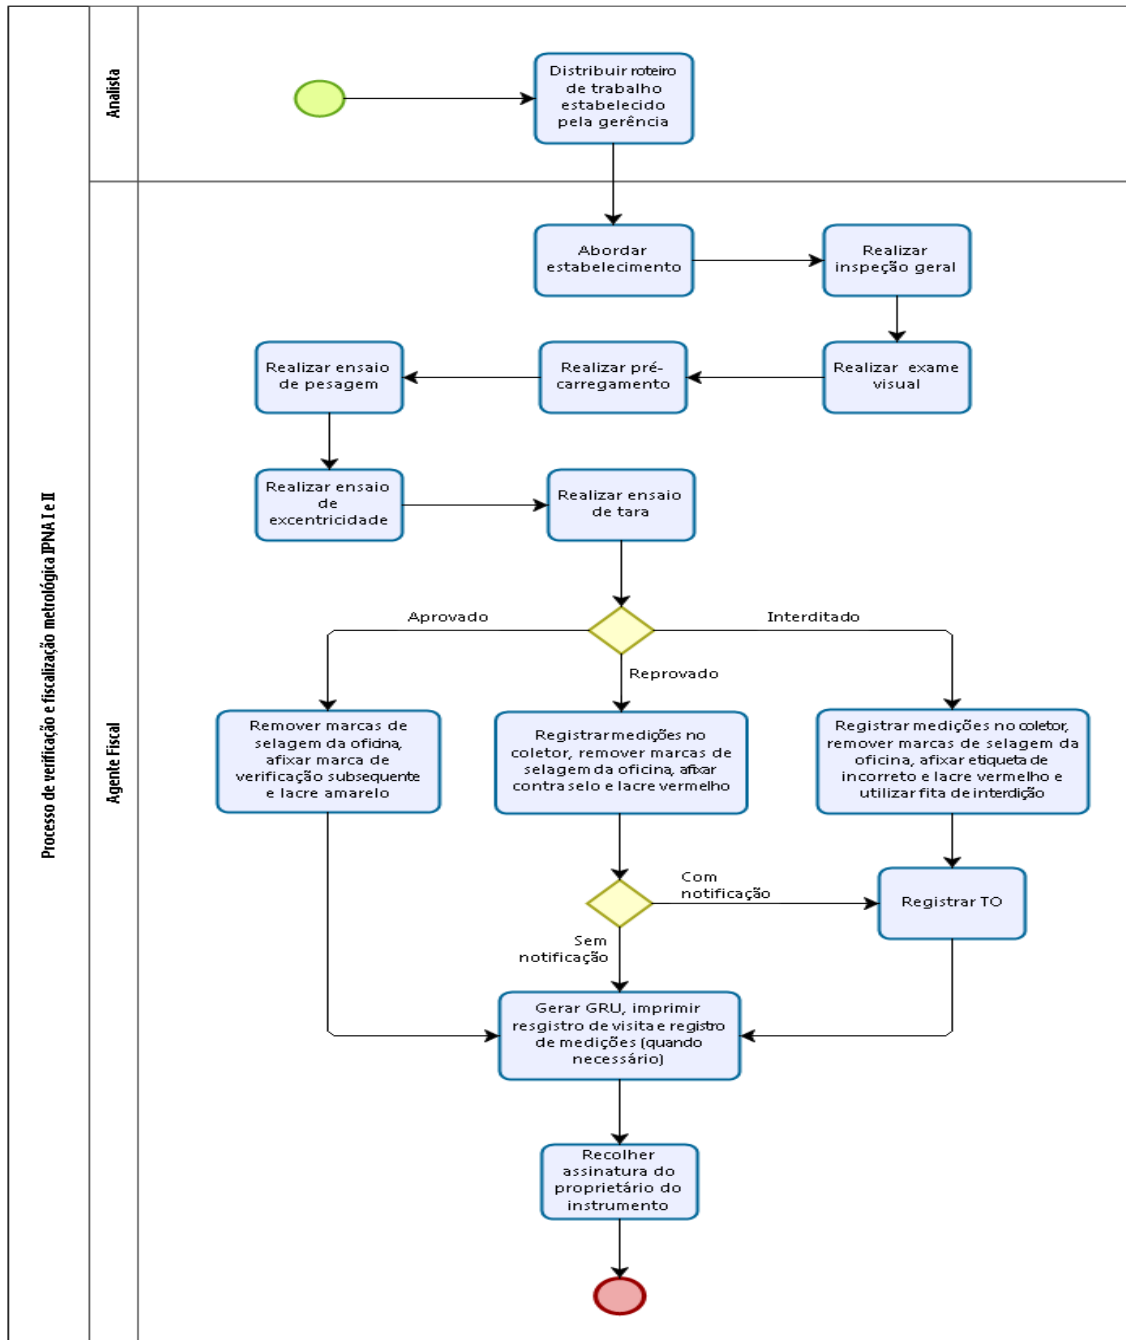 Processo de verificação e fiscalização metrológica IPNA I e II
Analista
Distribuir roteiro
de trabalho
estabelecido
pela gerência
Agente Fiscal
Abordar
estabelecimento
Realizar
inspeção geral
Realizar ensaio
de pesagem
Realizar pré-
carregamento
Realizar exame
visual
Realizar ensaio
de
excentricidade
Realizar ensaio
de tara
Aprovado
Interditado
Reprovado
Remover marcas de
selagem da oficina,
afixar marca de
verificação subsequente
e lacre amarelo
Registrar medições no
coletor, remover marcas de
selagem da oficina, afixar
contra selo e lacre vermelho
Registrar medições no coletor,
remover marcas de selagem da
oficina, afixar etiqueta de
incorreto e lacre vermelho e
utilizar fita de interdição
Com
notificação
Registrar TO
Sem
notificação
Gerar GRU, imprimir
resgistro de visita e registro
de medições (quando
necessário)
Recolher
assinatura do
proprietário do
instrumento